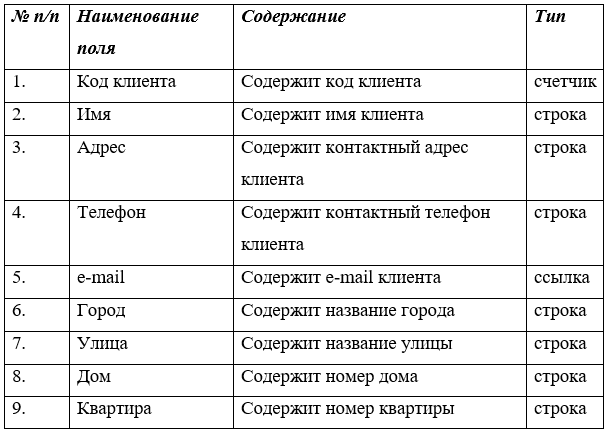 № п/п Наименование поля Содержание Тип
1. Код клиента Содержит код клиента счетчик
2. Имя Содержит имя клиента строка
3. Адрес Содержит контактный адрес клиента строка
4. Телефон Содержит контактный телефон клиента строка
5. e-mail Содержит e-mail клиента ссылка
6. Город Содержит название города строка
7. Улица Содержит название улицы строка
8. Дом Содержит номер дома строка
9. Квартира Содержит номер квартиры строка